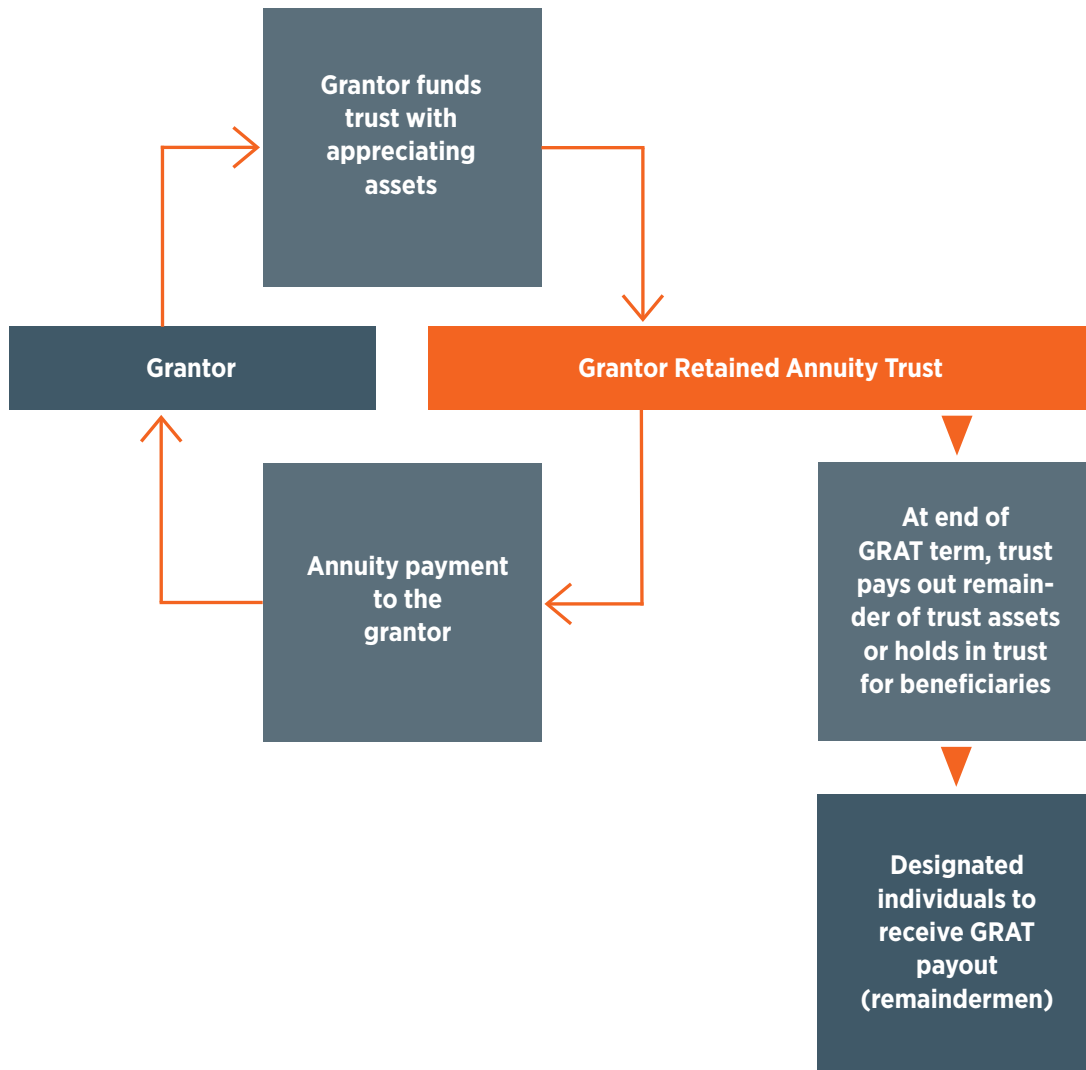 Grantor funds
trust with
appreciating
assets
Grantor
Grantor Retained Annuity Trust
Annuity payment
to the
grantor
At end of
GRAT term, trust
pays out remain-
der of trust assets
or holds in trust
for beneficiaries
Designated
individuals to
receive GRAT
payout
(remaindermen)